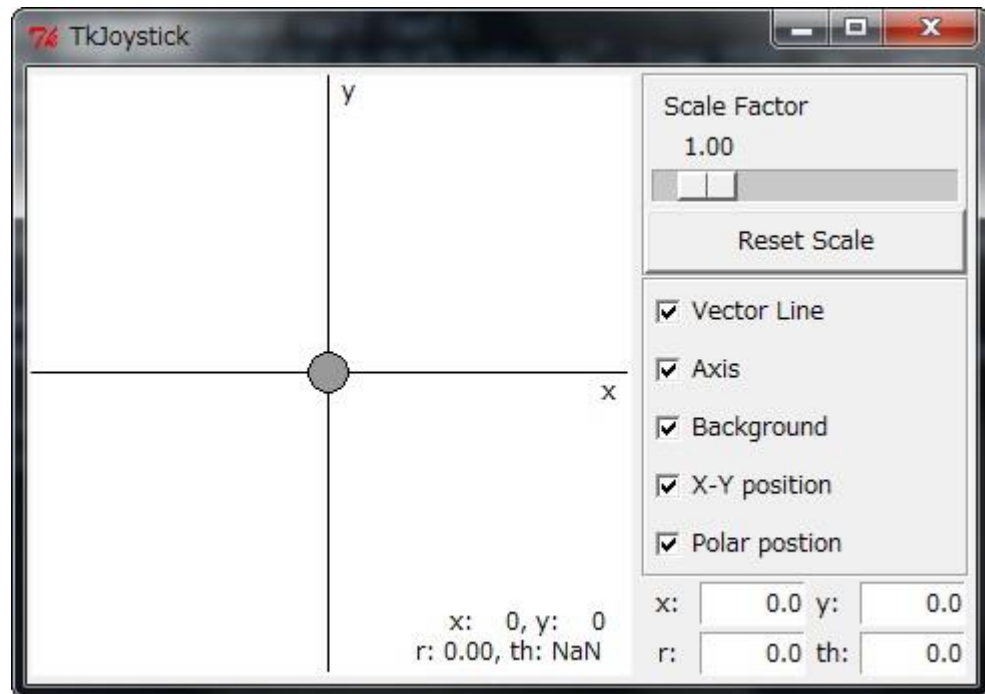 TkJoystick
y
x
x: 0, y: 0
r: 0.00, th: NaN
Scale Factor
1.00
Reset Scale
Vector Line
Axis
Background
X-Y position
Polar postion
x: 0.0 y: 0.0
r: 0.0 th: 0.0